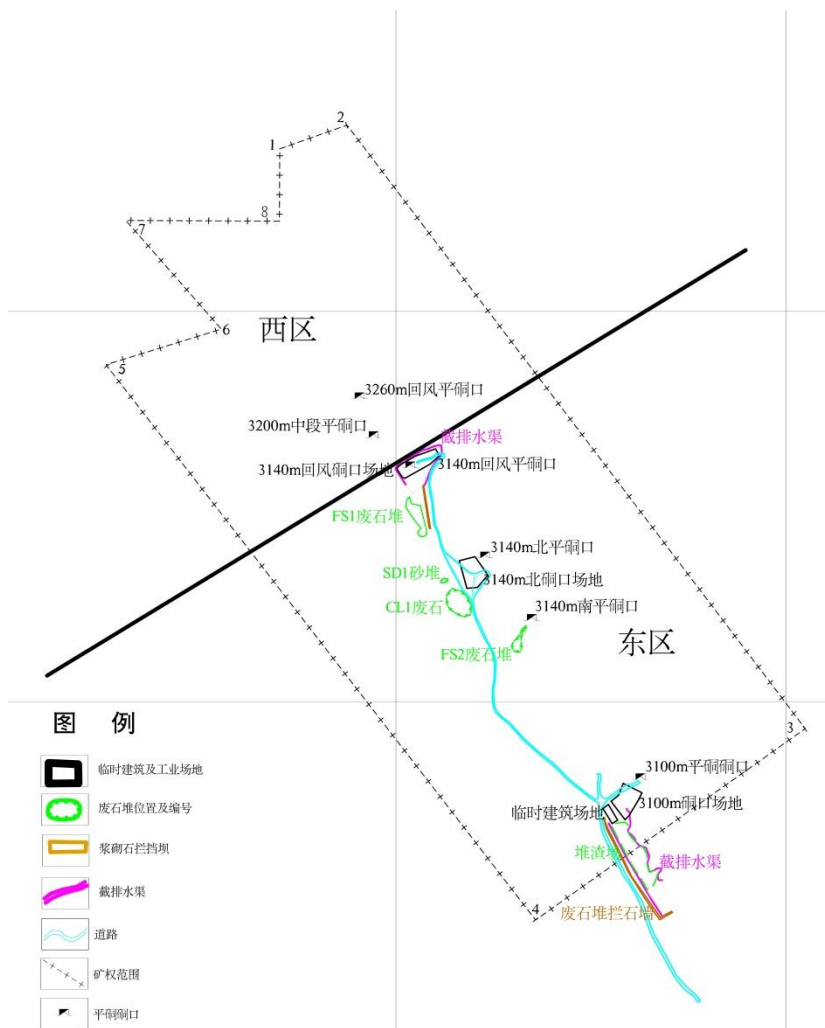 2
1
8
7
6
西区
5
3260m回风平硐口
3200m中段平硐口
截排水渠
3140m回风硐口场地
3140m回风平硐口
FS1废石堆
3140m北平硐口
SD1砂堆
3140m北硐口场地
CL1废石
3140m南平硐口
FS2废石堆
东区
3
图 例
3100m平硐硐口
临时建筑及工业场地
3100m硐口场地
废石堆位置及编号
临时建筑场地
浆砌石拦挡坝
堆渣场
截排水渠
截排水渠
4
废石堆拦石墙
道路
矿权范围
平硐硐口